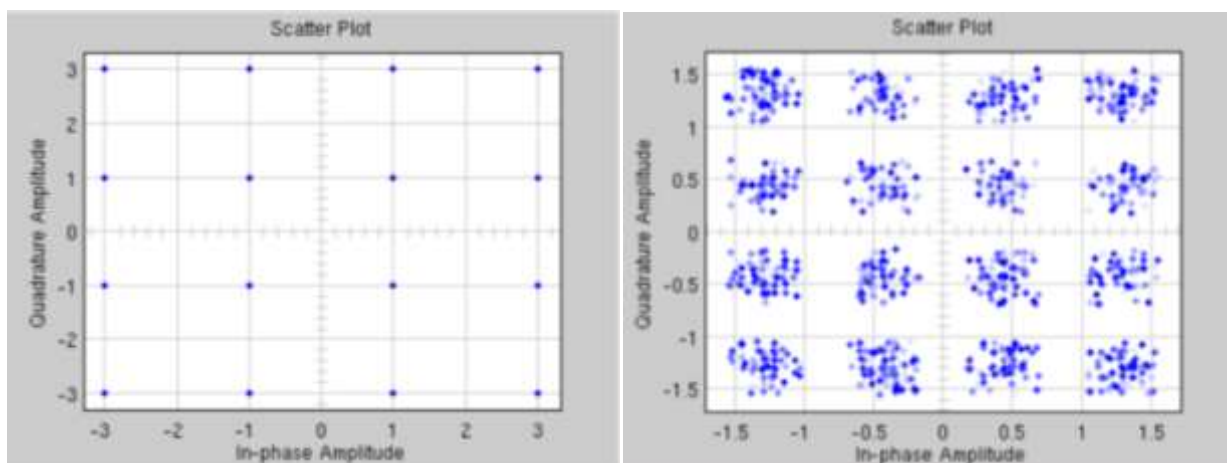 Scatter Plot
3
2
1
0
-1
-2
-3
Quadrature Amplitude
-3 -2 -1 0 1 2 3
In-phase Amplitude
Scatter Plot
1.5
1
0.5
0
-0.5
-1
-1.5
Quadrature Amplitude
-1.5 -1 -0.5 0 0.5 1 1.5
In-phase Amplitude